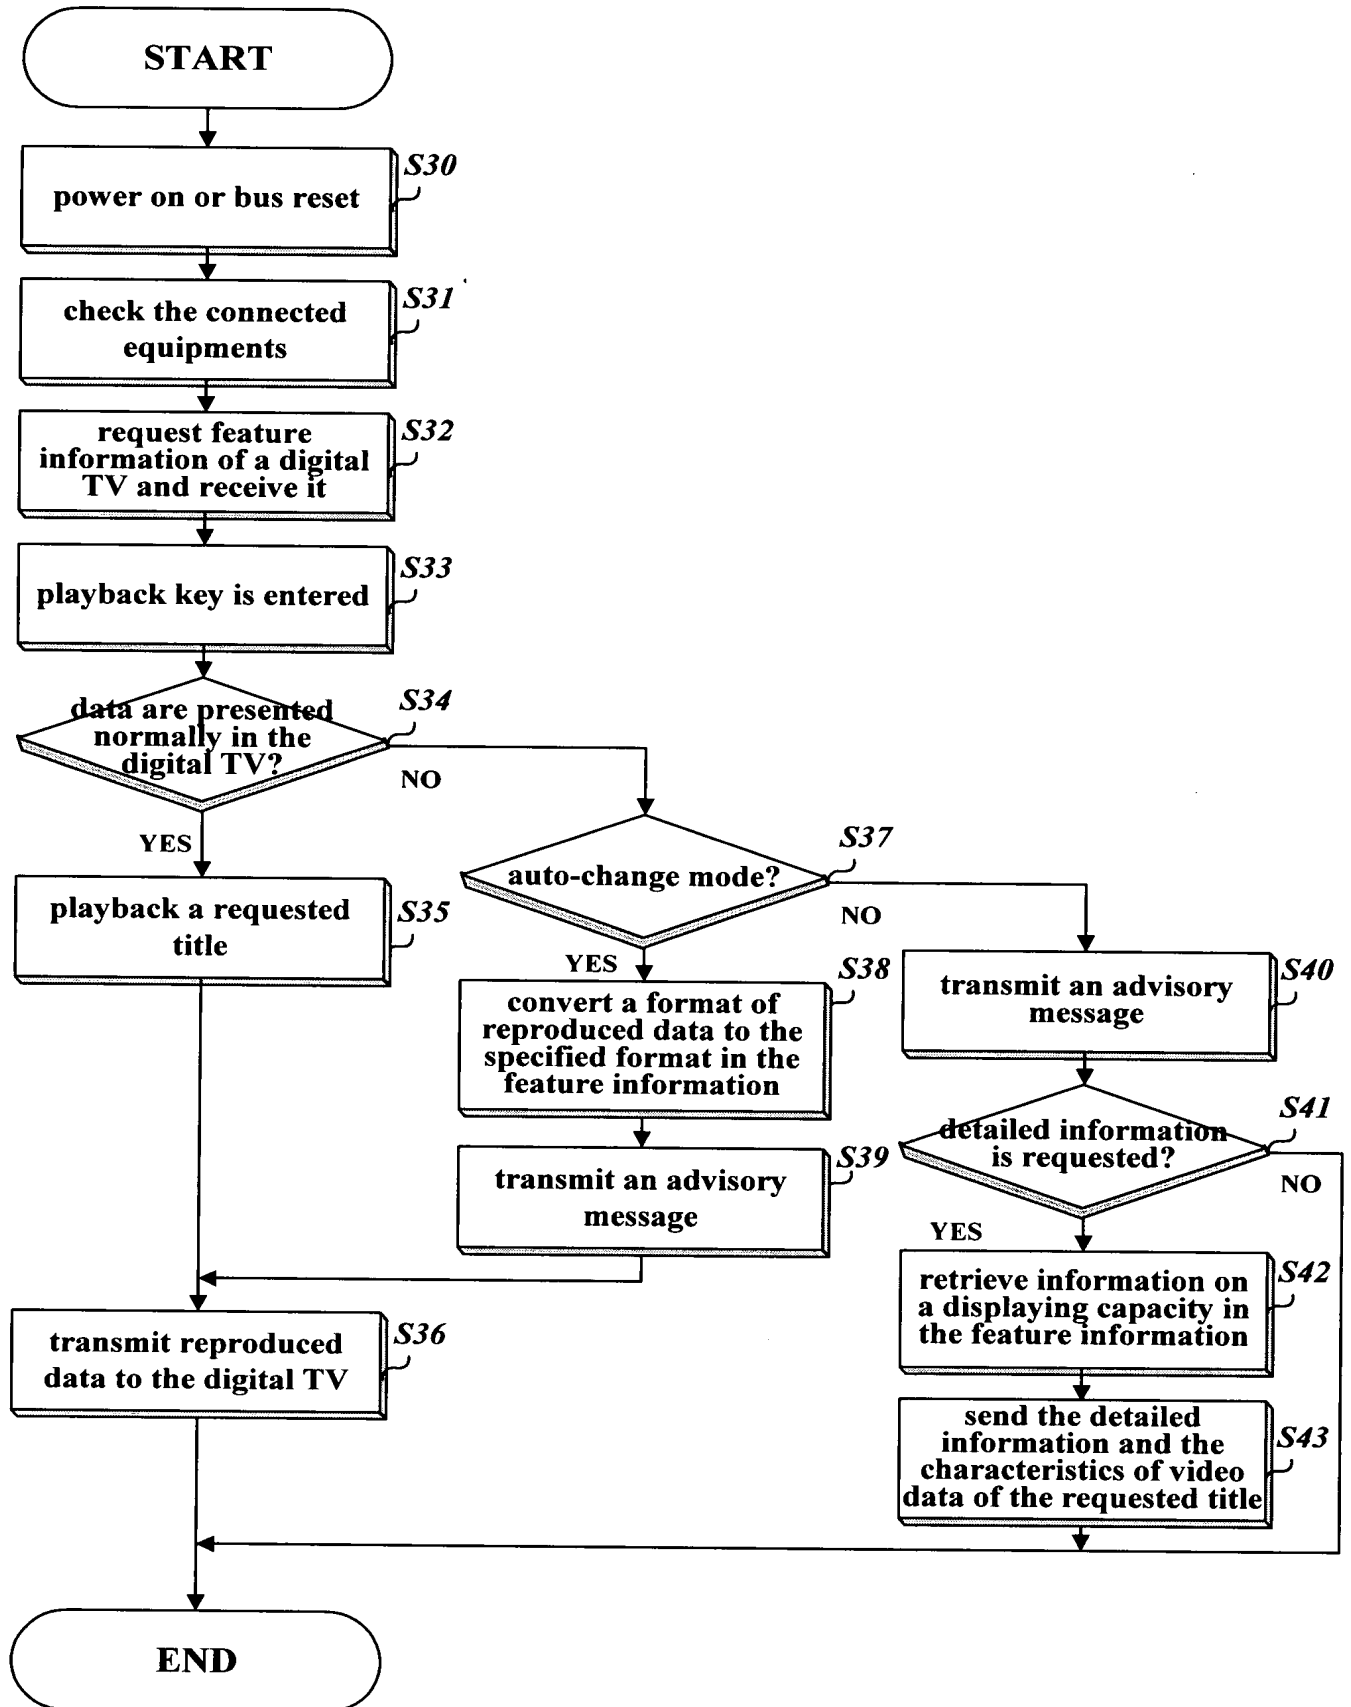 START
power on or bus reset
S30
check the connected
equipments
S31
request feature
information of a digital
TV and receive it
S32
playback key is entered
S33
data are presented
normally in the
digital TV?
S34
NO
YES
playback a requested
title
S35
auto-change mode?
S37
NO
YES
convert a format of
reproduced data to the
specified format in the
feature information
S38
transmit an advisory
message
S39
transmit an advisory
message
S40
detailed information
is requested?
S41
NO
YES
retrieve information on
a displaying capacity in
the feature information
S42
send the detailed
information and the
characteristics of video
data of the requested title
S43
transmit reproduced
data to the digital TV
S36
END